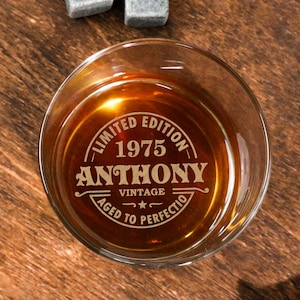 LIMITED EDITION
1975
ANTHONY
VINTAGE
AGED TO PERFECTIO